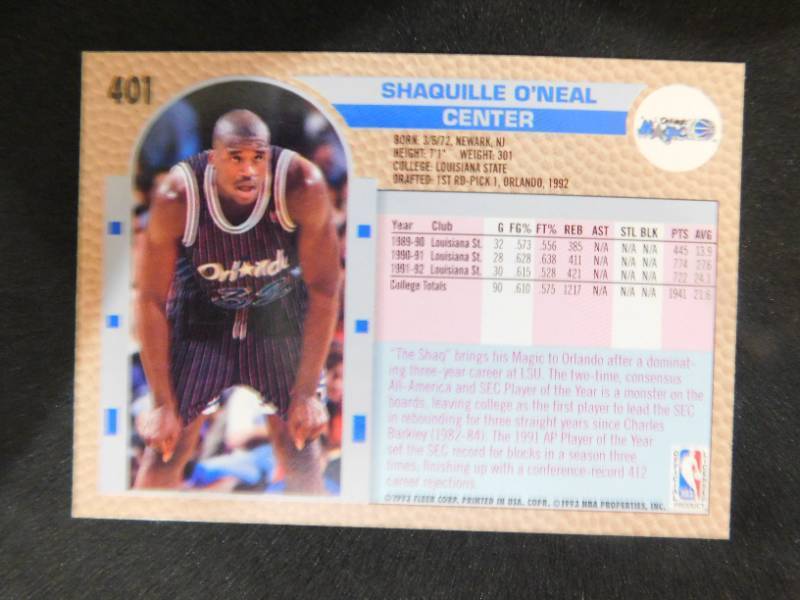 401
SHAQUILLE O'NEAL
CENTER
Orlando
Magic
BORN: 3/6/72, NEWARK, NJ
HEIGHT: 7'1" WEIGHT: 301
COLLEGE: LOUISIANA STATE
DRAFTED: 1ST RD-PICK 1, ORLANDO, 1992
Year Club G FG% FT% REB AST STL BLK PTS AVG
1989-90 Louisiana St. 32 .573 .556 385 N/A N/A N/A 445 13.9
1990-91 Louisiana St. 28 .628 .638 411 N/A N/A N/A 774 27.6
1991-92 Louisiana St. 30 .615 .528 421 N/A N/A N/A 722 24.1
College Totals 90 .610 .575 1217 N/A N/A N/A 1941 21.6
Orlando
32
"The Shaq" brings his Magic to Orlando after a dominat-
ing three-year career at LSU. The two-time, consensus
All-America and SEC Player of the Year is a monster on the
boards, leaving college as the first player to lead the SEC
in rebounding for three straight years since Charles
Barkley (1982-84). The 1991 AP Player of the Year
set the SEC record for blocks in a season three
times, finishing up with a conference-record 412
career rejections.
NBA
PRODUCT
©1993 FLEER CORP. PRINTED IN USA. COPR. ©1993 NBA PROPERTIES, INC.